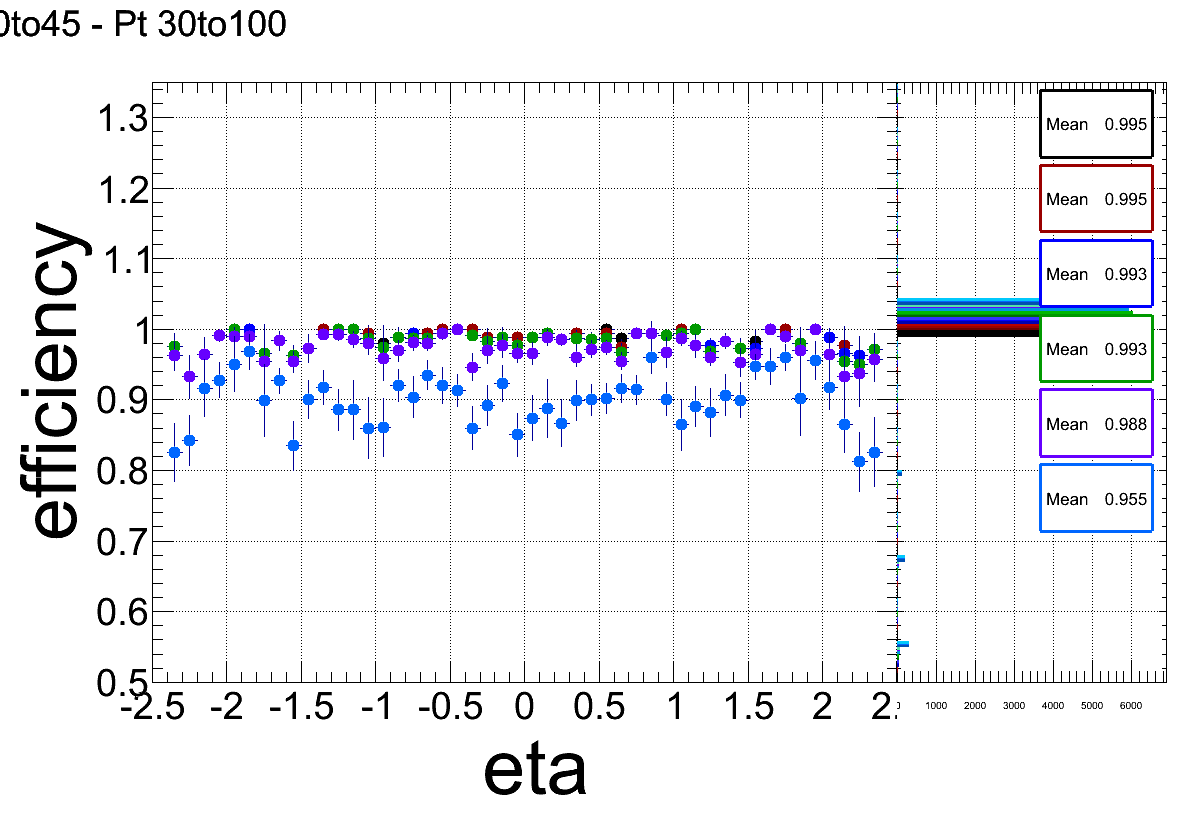 0to45 - Pt 30to100
efficiency
1.3
1.2
1.1
1
0.9
0.8
0.7
0.6
0.5
-2.5 -2 -1.5 -1 -0.5 0 0.5 1 1.5 2 2.
eta
1000 2000 3000 4000 5000 6000
Mean 0.995
Mean 0.995
Mean 0.993
Mean 0.993
Mean 0.988
Mean 0.955